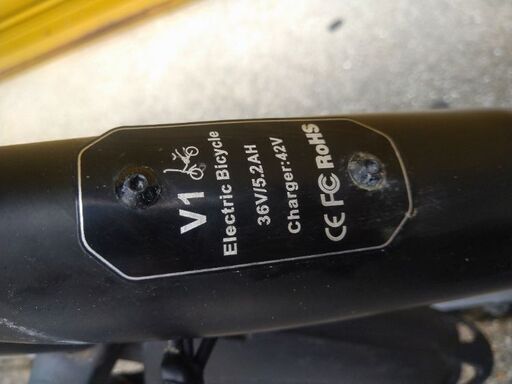 V1
Electric Bicycle
36V/5.2AH
Charger:42V
CE FC RoHS